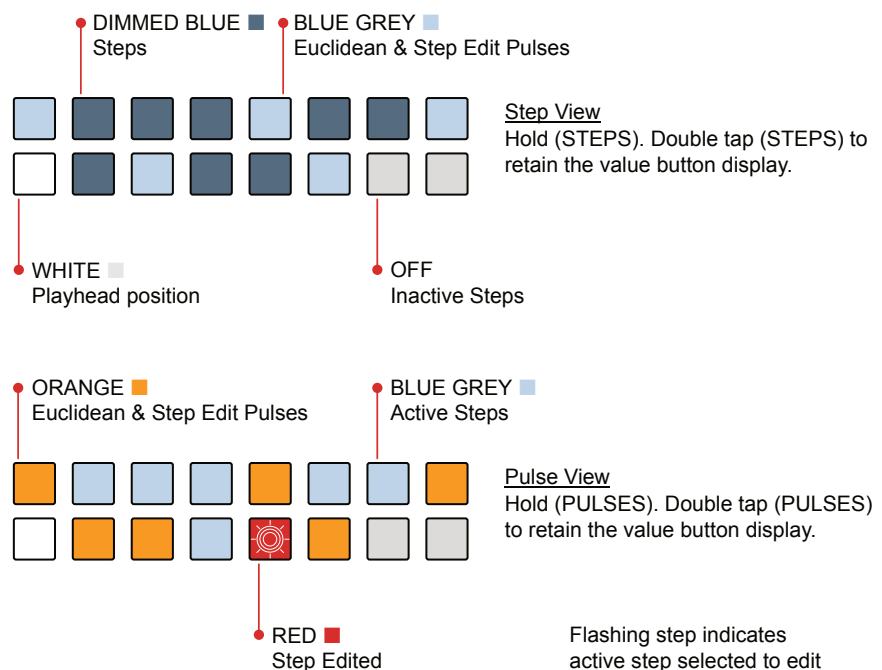 DIMMED BLUE
Steps
BLUE GREY
Euclidean & Step Edit Pulses
Step View
Hold (STEPS). Double tap (STEPS) to
retain the value button display.
WHITE
Playhead position
OFF
Inactive Steps
ORANGE
Euclidean & Step Edit Pulses
BLUE GREY
Active Steps
Pulse View
Hold (PULSES). Double tap (PULSES)
to retain the value button display.
RED
Step Edited
Flashing step indicates
active step selected to edit